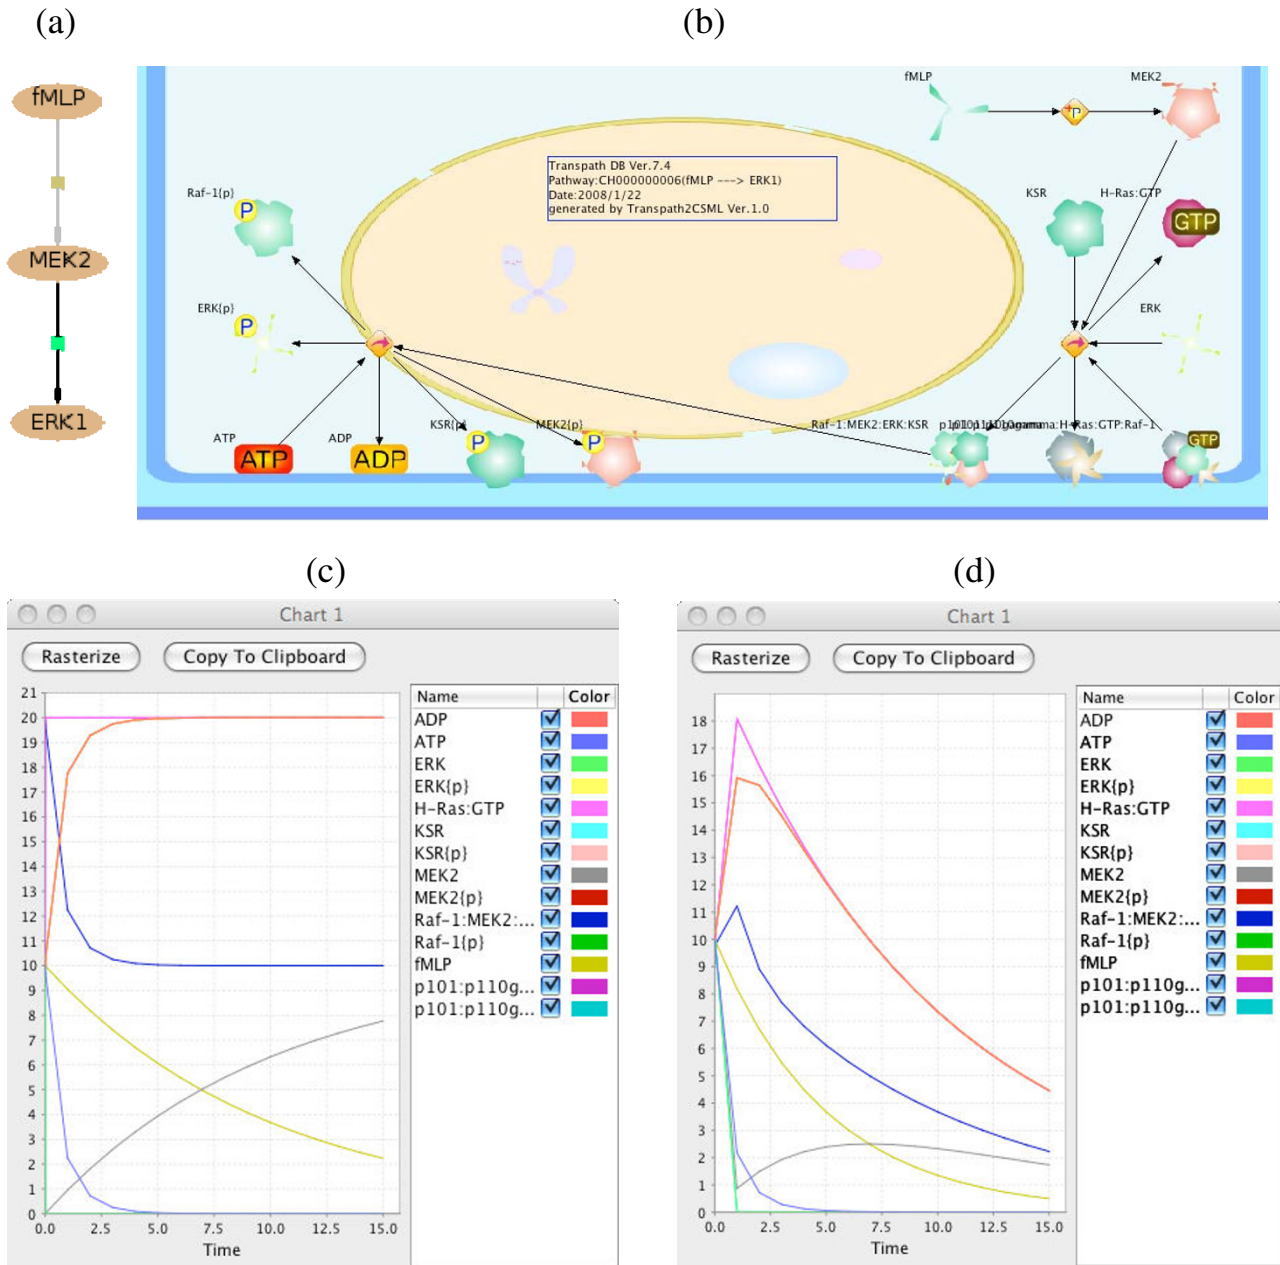 (a)
(b)
fMLP
MEK2
ERK1
fMLP
MEK2
P
Transpath DB Ver.7.4
Pathway:CH000000006(fMLP ---> ERK1)
Date:2008/1/22
generated by Transpath2CSML Ver.1.0
Raf-1{p}
P
KSR
H-Ras:GTP
GTP
ERK{p}
P
ERK
ATP
ATP
ADP
ADP
KSR{p}
P
MEK2{p}
P
Raf-1:MEK2:ERK:KSR
gamma:H-Ras:GTP:Raf-1
GTP
(c)
(d)
Chart 1
Rasterize
Copy To Clipboard
21
20
19
18
17
16
15
14
13
12
11
10
9
8
7
6
5
4
3
2
1
0
0.0 2.5 5.0 7.5 10.0 12.5 15.0
Time
Name Color
ADP
ATP
ERK
ERK{p}
H-Ras:GTP
KSR
KSR{p}
MEK2
MEK2{p}
Raf-1:MEK2:...
Raf-1{p}
fMLP
p101:p110g...
p101:p110g...
Chart 1
Rasterize
Copy To Clipboard
18
17
16
15
14
13
12
11
10
9
8
7
6
5
4
3
2
1
0
0.0 2.5 5.0 7.5 10.0 12.5 15.0
Time
Name Color
ADP
ATP
ERK
ERK{p}
H-Ras:GTP
KSR
KSR{p}
MEK2
MEK2{p}
Raf-1:MEK2:...
Raf-1{p}
fMLP
p101:p110g...
p101:p110g...